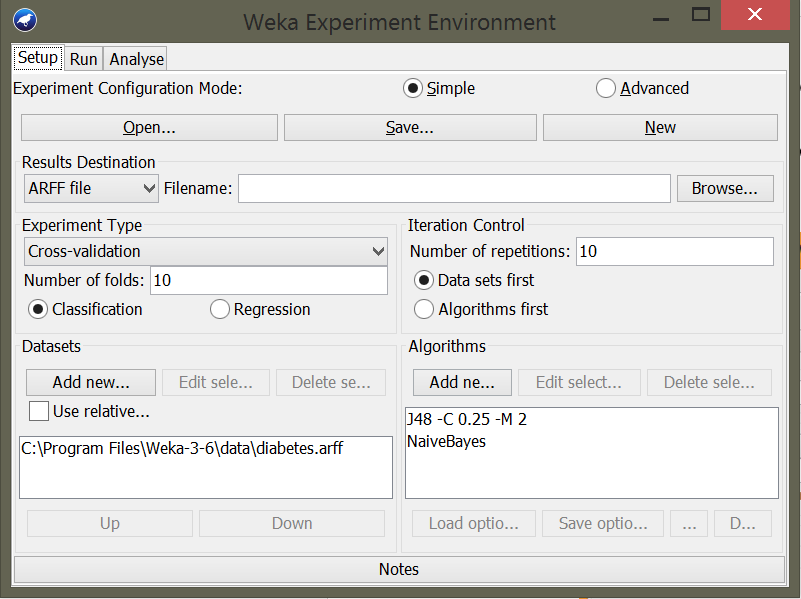 Weka Experiment Environment
Setup Run Analyse
Experiment Configuration Mode: Simple Advanced
Open... Save... New
Results Destination
ARFF file Filename: Browse...
Experiment Type
Cross-validation
Number of folds: 10
Classification Regression
Iteration Control
Number of repetitions: 10
Data sets first
Algorithms first
Datasets
Add new... Edit sele... Delete se...
Use relative...
C:\Program Files\Weka-3-6\data\diabetes.arff
Up Down
Algorithms
Add ne... Edit select... Delete sele...
J48 -C 0.25 -M 2
NaiveBayes
Load optio... Save optio... ... D...
Notes